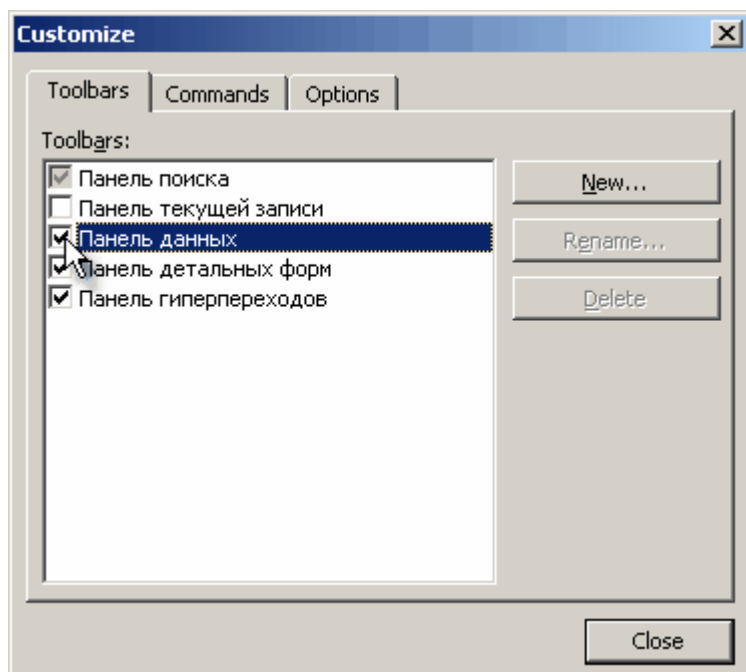 Customize
Toolbars Commands Options
Toolbars:
Панель поиска
Панель текущей записи
Панель данных
Панель детальных форм
Панель гиперпереходов
New...
Rename...
Delete
Close